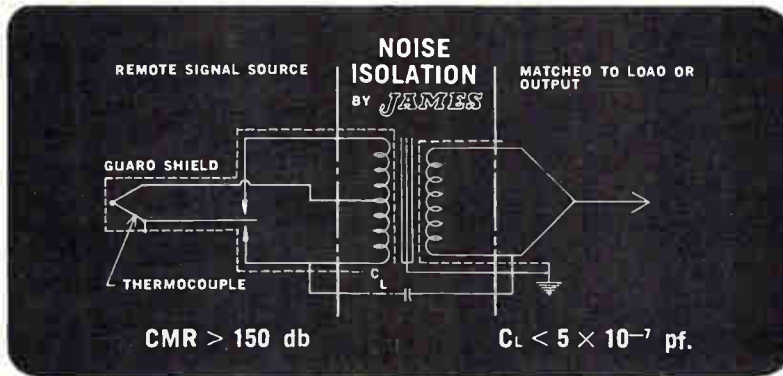 REMOTE SIGNAL SOURCE
NOISE
ISOLATION
BY JAMES
MATCHED TO LOAD OR
OUTPUT
GUARD SHIELD
THERMOCOUPLE
C
L
CMR > 150 db
CL < 5 × 10⁻⁷ pf.